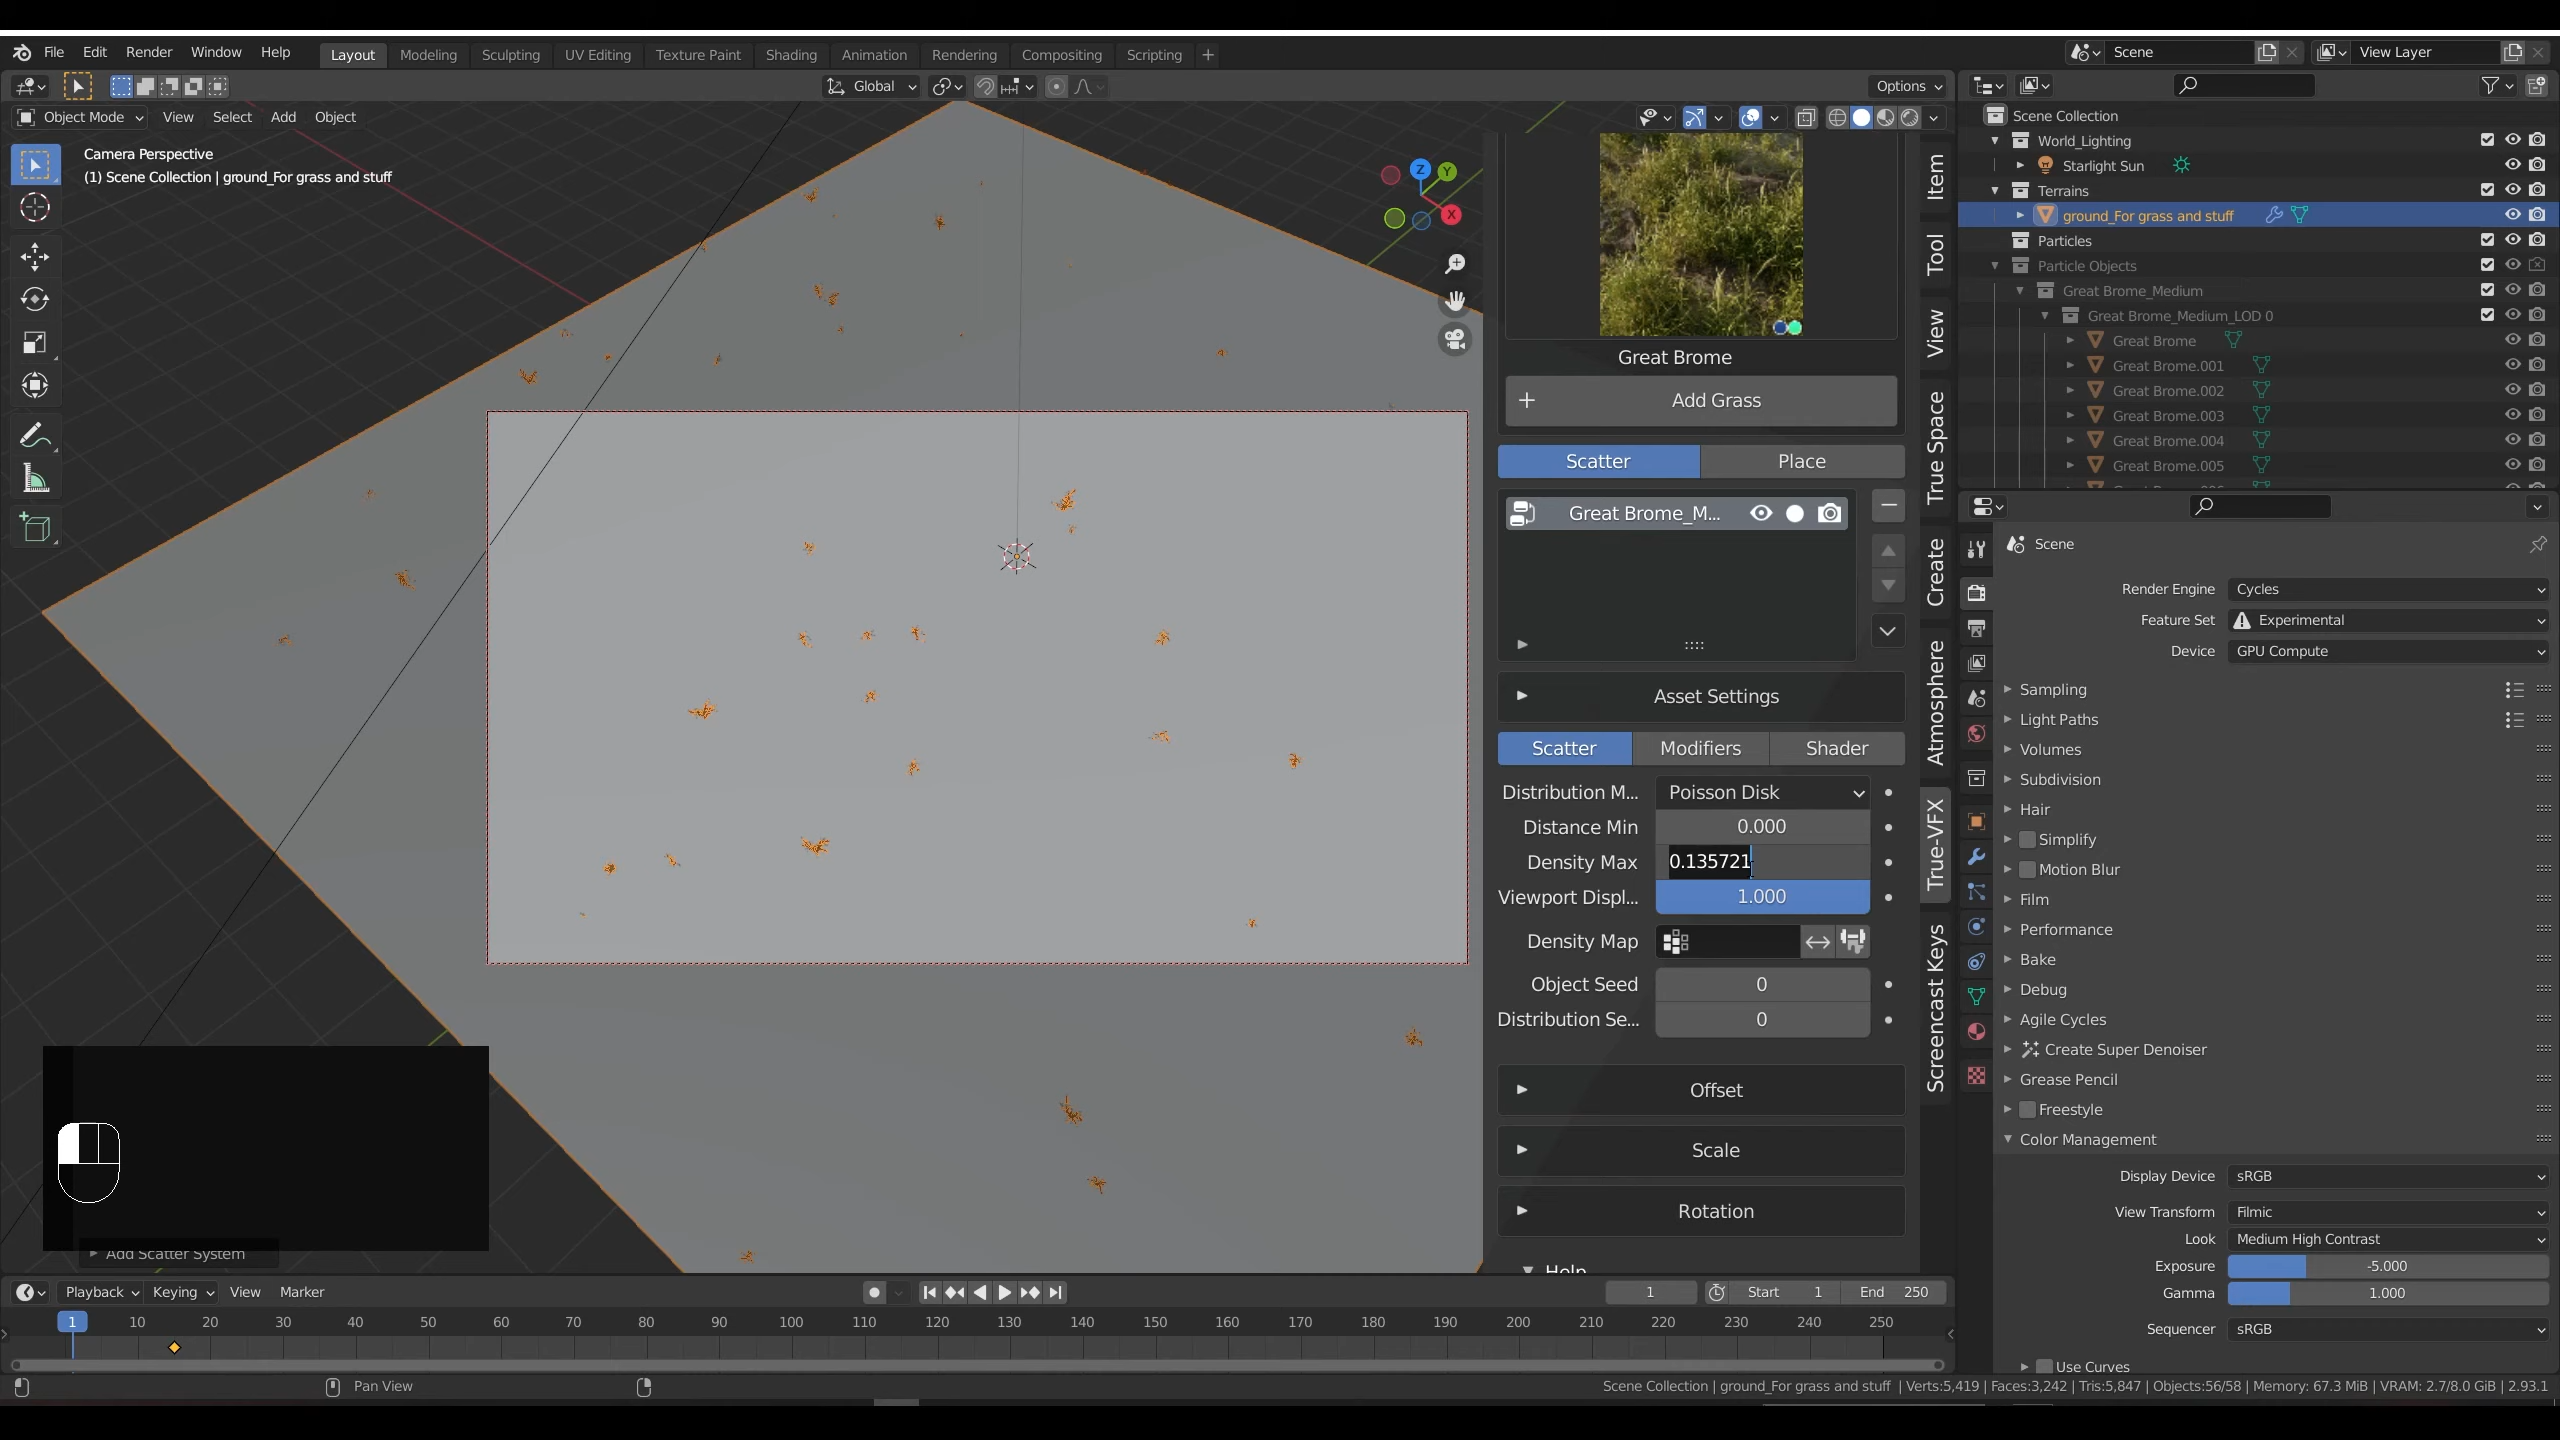 File Edit Render Window Help Layout Modeling Sculpting UV Editing Texture Paint Shading Animation Rendering Compositing Scripting + Scene View Layer
Global Options
Object Mode View Select Add Object
Camera Perspective
(1) Scene Collection | ground_For grass and stuff
Z Y X
Great Brome
+ Add Grass
Scatter Place
Great Brome_M...
Asset Settings
Scatter Modifiers Shader
Distribution M... Poisson Disk
Distance Min 0.000
Density Max 0.135721
Viewport Displ... 1.000
Density Map
Object Seed 0
Distribution Se... 0
Offset
Scale
Rotation
Help
Item
Tool
View
True Space
Create
Atmosphere
True-VFX
Screencast Keys
Scene Collection
World_Lighting
Starlight Sun
Terrains
ground_For grass and stuff
Particles
Particle Objects
Great Brome_Medium
Great Brome_Medium_LOD 0
Great Brome
Great Brome.001
Great Brome.002
Great Brome.003
Great Brome.004
Great Brome.005
Scene
Render Engine Cycles
Feature Set Experimental
Device GPU Compute
Sampling
Light Paths
Volumes
Subdivision
Hair
Simplify
Motion Blur
Film
Performance
Bake
Debug
Agile Cycles
Create Super Denoiser
Grease Pencil
Freestyle
Color Management
Display Device sRGB
View Transform Filmic
Look Medium High Contrast
Exposure -5.000
Gamma 1.000
Sequencer sRGB
Use Curves
Add Scatter System
Playback Keying View Marker 1 Start 1 End 250
1 10 20 30 40 50 60 70 80 90 100 110 120 130 140 150 160 170 180 190 200 210 220 230 240 250
Pan View
Scene Collection | ground_For grass and stuff | Verts:5,419 | Faces:3,242 | Tris:5,847 | Objects:56/58 | Memory: 67.3 MiB | VRAM: 2.7/8.0 GiB | 2.93.1